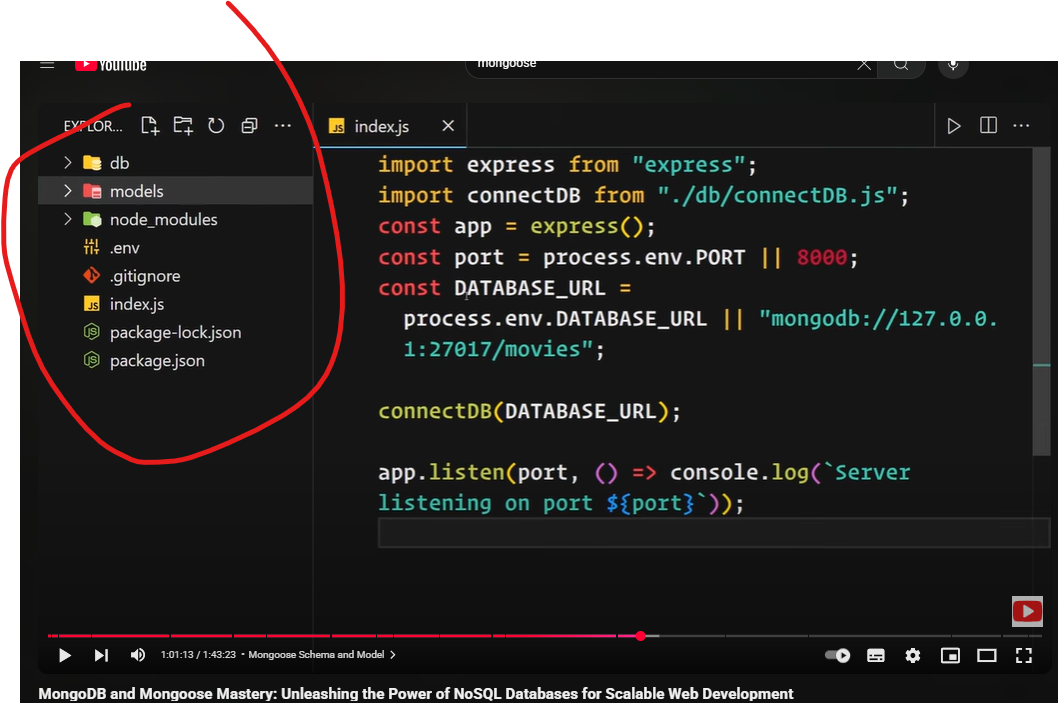 YouTube
mongoose
EXPLOR...
index.js
db
models
node_modules
.env
.gitignore
index.js
package-lock.json
package.json
import express from "express";
import connectDB from "./db/connectDB.js";
const app = express();
const port = process.env.PORT || 8000;
const DATABASE_URL =
process.env.DATABASE_URL || "mongodb://127.0.0.
1:27017/movies";
connectDB(DATABASE_URL);
app.listen(port, () => console.log(`Server
listening on port ${port}`));
1:01:13 / 1:43:23 • Mongoose Schema and Model
MongoDB and Mongoose Mastery: Unleashing the Power of NoSQL Databases for Scalable Web Development